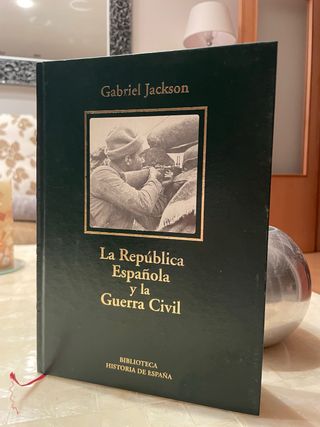 Gabriel Jackson
La República
Española
y la
Guerra Civil
BIBLIOTECA
HISTORIA DE ESPAÑA